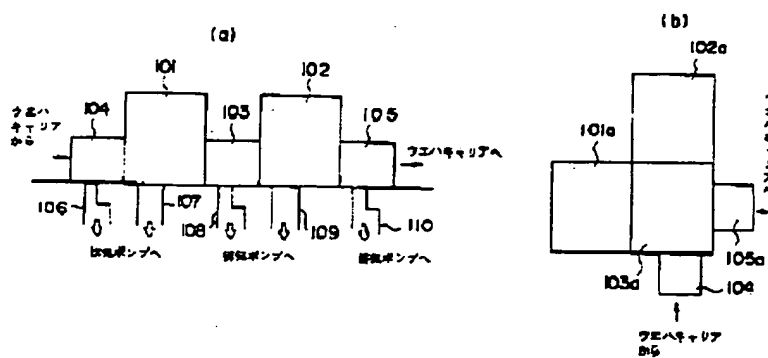 (a)
101
102
104
103
105
ウエハ
キャリア
から
ウエハキャリアへ
106
107
108
109
110
排気ポンプへ
排気ポンプへ
排気ポンプへ
(b)
102a
101a
105a
103a
104
ウエハキャリア
から